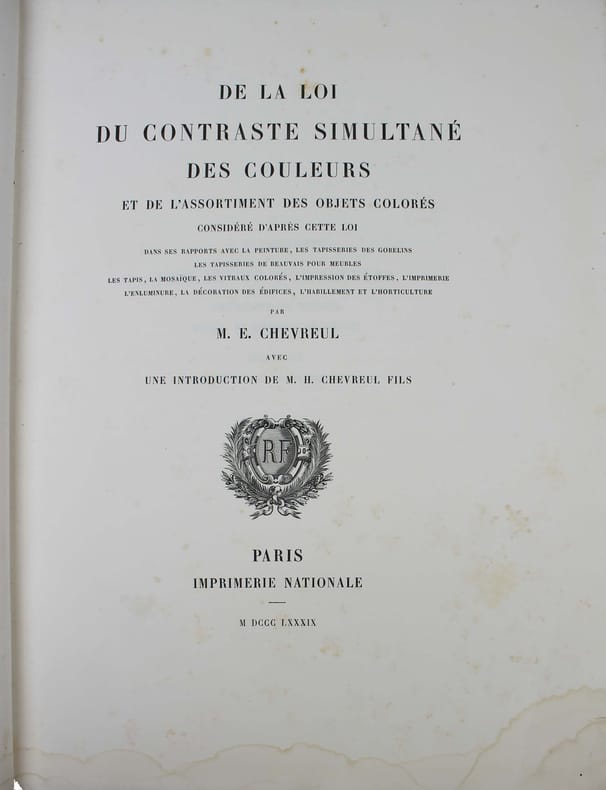 DE LA LOI
DU CONTRASTE SIMULTANÉ
DES COULEURS
ET DE L'ASSORTIMENT DES OBJETS COLORÉS
CONSIDÉRÉ D'APRÈS CETTE LOI
DANS SES RAPPORTS AVEC LA PEINTURE, LES TAPISSERIES DES GOBELINS
LES TAPISSERIES DE BEAUVAIS POUR MEUBLES
LES TAPIS, LA MOSAÏQUE, LES VITRAUX COLORÉS, L'IMPRESSION DES ÉTOFFES, L'IMPRIMERIE
L'ENLUMINURE, LA DÉCORATION DES ÉDIFICES, L'HABILLEMENT ET L'HORTICULTURE
PAR
M. E. CHEVREUL
AVEC
UNE INTRODUCTION DE M. H. CHEVREUL FILS
RF
PARIS
IMPRIMERIE NATIONALE
M DCCC LXXXIX